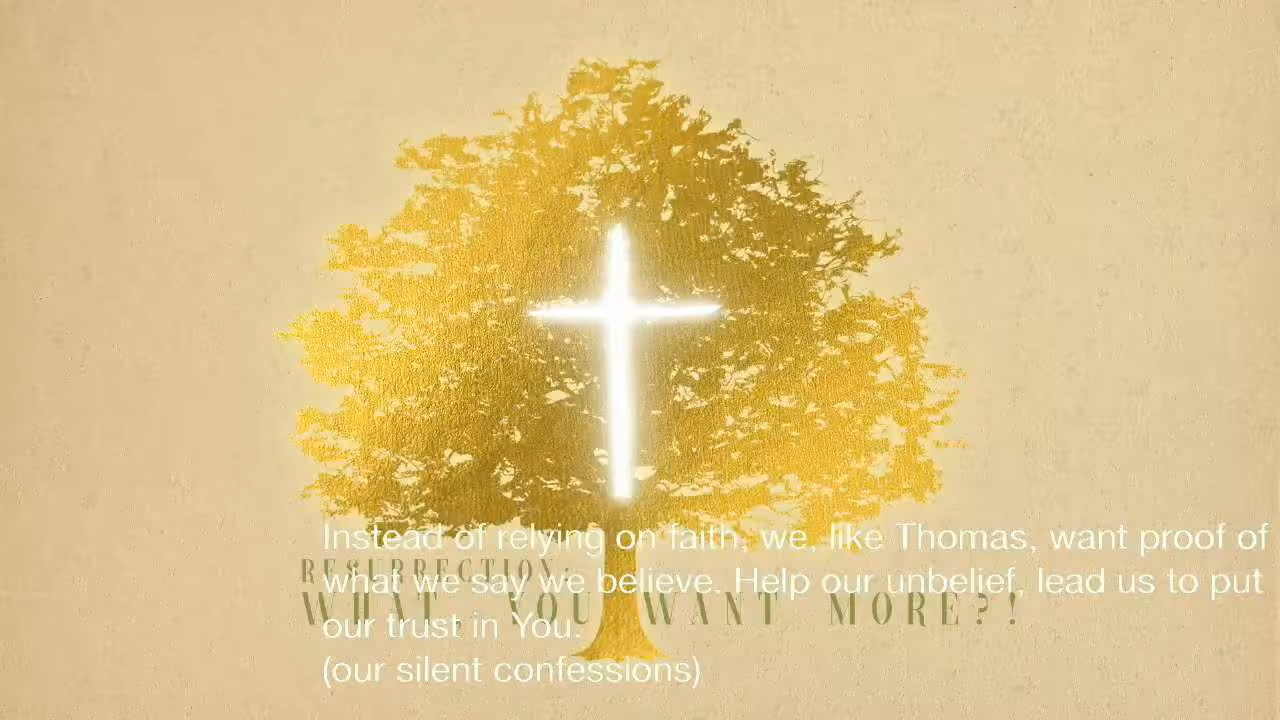 Instead of relying on faith, we, like Thomas, want proof of
RESURRECTION:
what we say we believe. Help our unbelief, lead us to put
WHAT, YOU WANT MORE?!
our trust in You.
(our silent confessions)